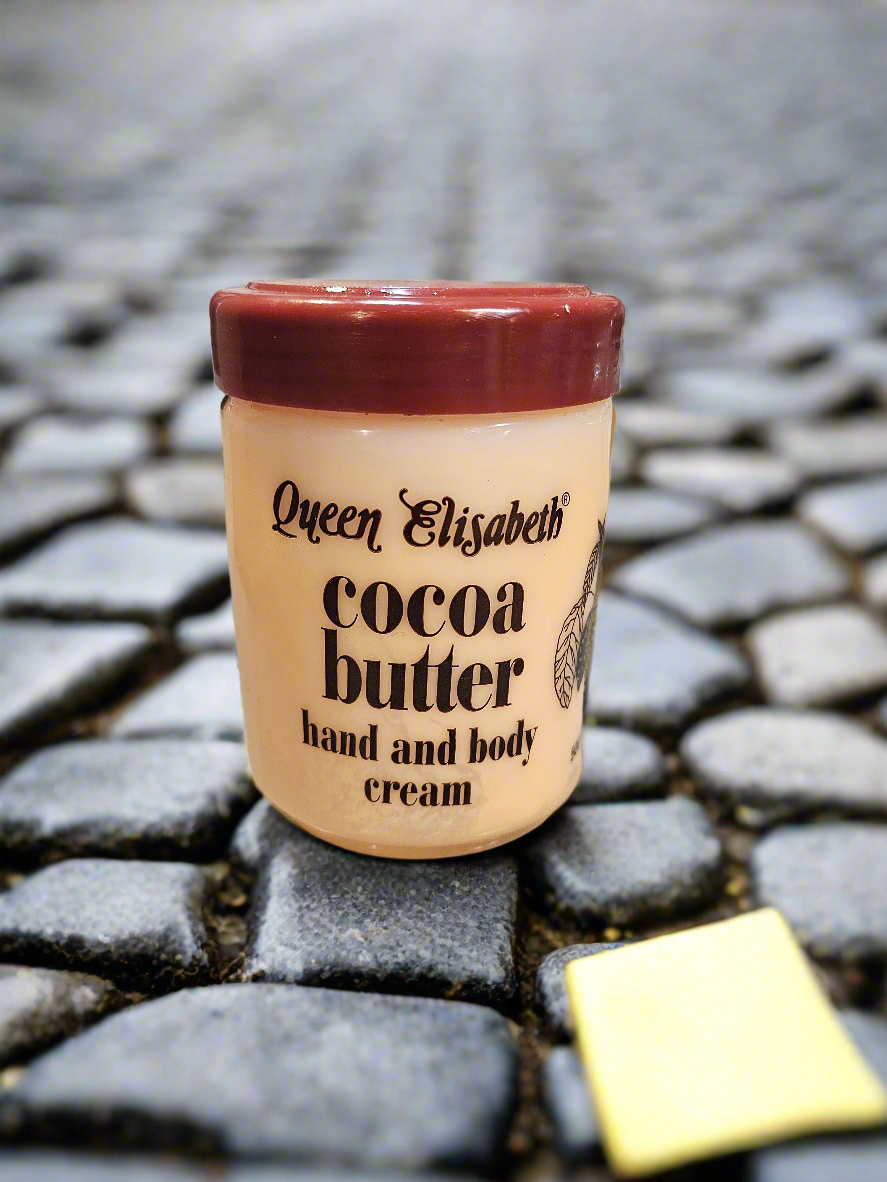 Queen Elisabeth®
cocoa
butter
hand and body
cream